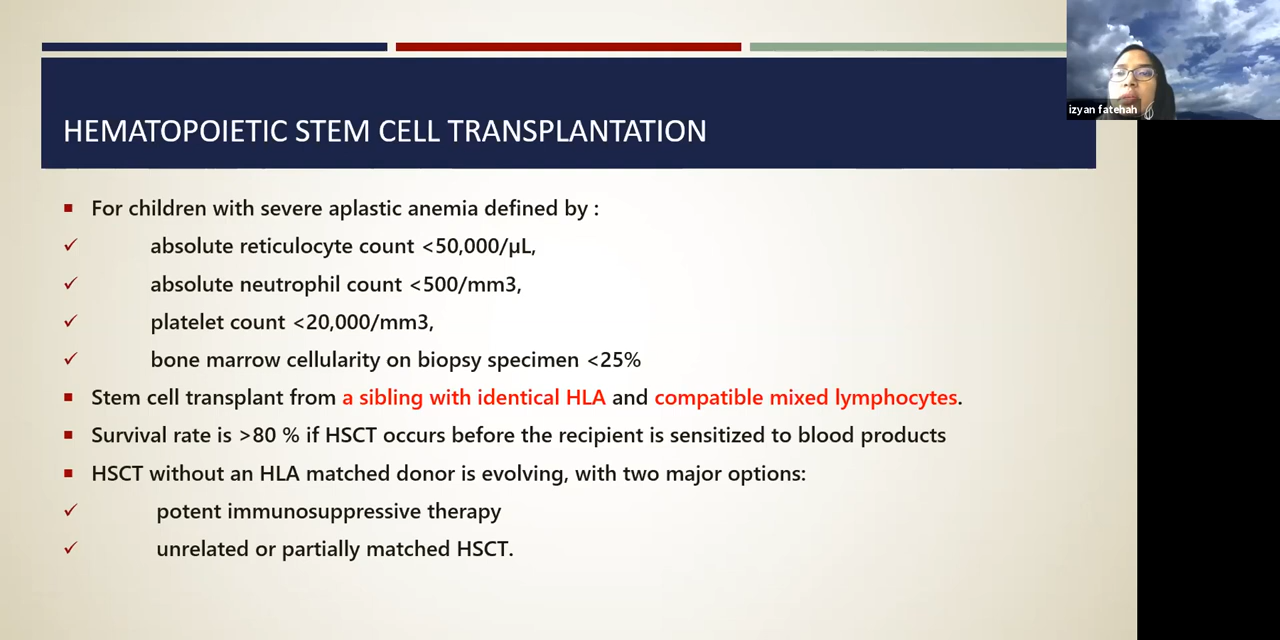 izyan fatehah
HEMATOPOIETIC STEM CELL TRANSPLANTATION
For children with severe aplastic anemia defined by :
absolute reticulocyte count <50,000/µL,
absolute neutrophil count <500/mm3,
platelet count <20,000/mm3,
bone marrow cellularity on biopsy specimen <25%
Stem cell transplant from a sibling with identical HLA and compatible mixed lymphocytes.
Survival rate is >80 % if HSCT occurs before the recipient is sensitized to blood products
HSCT without an HLA matched donor is evolving, with two major options:
potent immunosuppressive therapy
unrelated or partially matched HSCT.